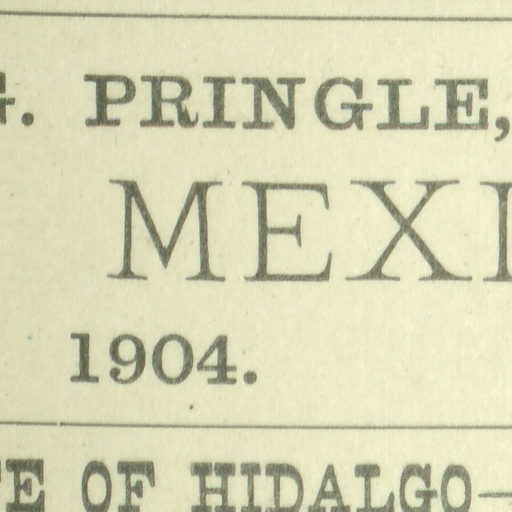 G. PRINGLE,
MEXI
1904.
E OF HIDALGO—